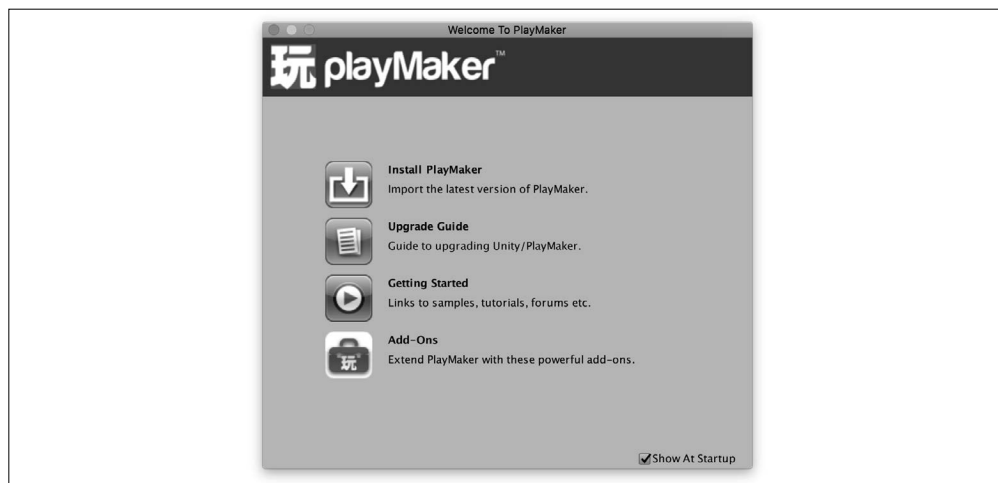 Welcome To PlayMaker
玩 playMaker™
Install PlayMaker
Import the latest version of PlayMaker.
Upgrade Guide
Guide to upgrading Unity/PlayMaker.
Getting Started
Links to samples, tutorials, forums etc.
Add-Ons
"玩"
Extend PlayMaker with these powerful add-ons.
Show At Startup